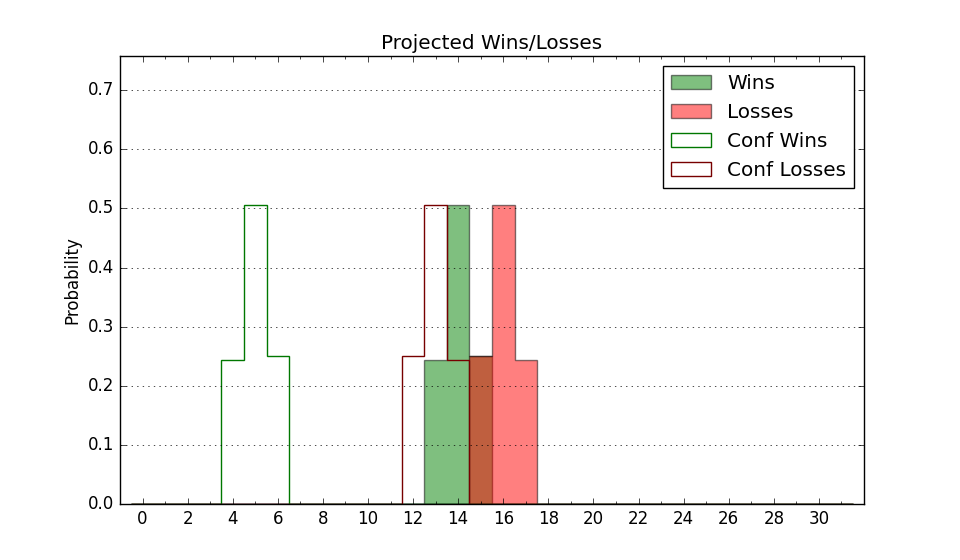 Projected Wins/Losses
Wins
Losses
Conf Wins
Conf Losses
Probability
0.7
0.6
0.5
0.4
0.3
0.2
0.1
0.0
0 2 4 6 8 10 12 14 16 18 20 22 24 26 28 30